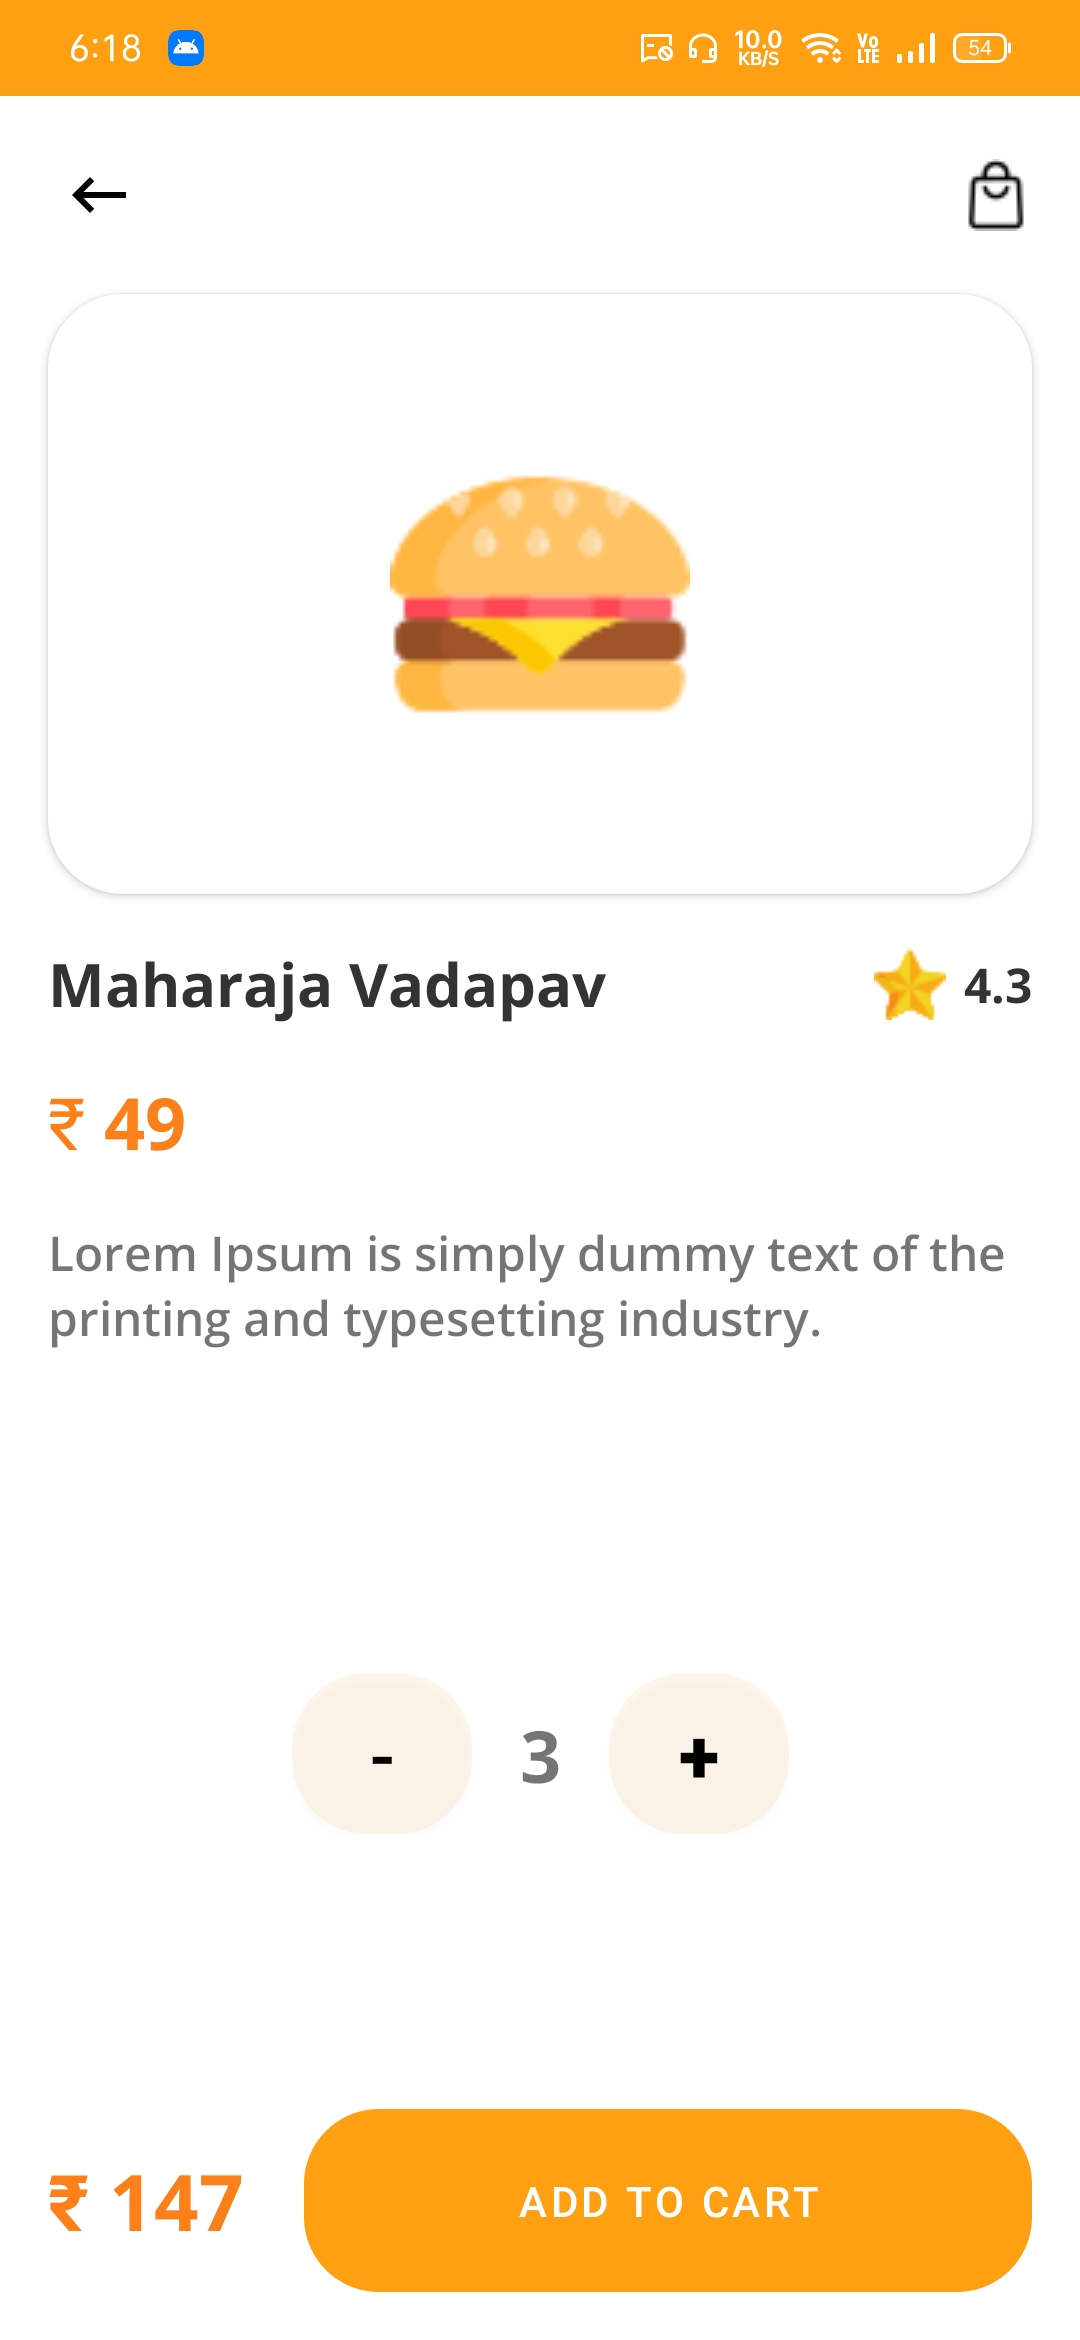 6:18 10.0 KB/S Vo LTE 54
Maharaja Vadapav 4.3
₹ 49
Lorem Ipsum is simply dummy text of the
printing and typesetting industry.
- 3 +
₹ 147 ADD TO CART